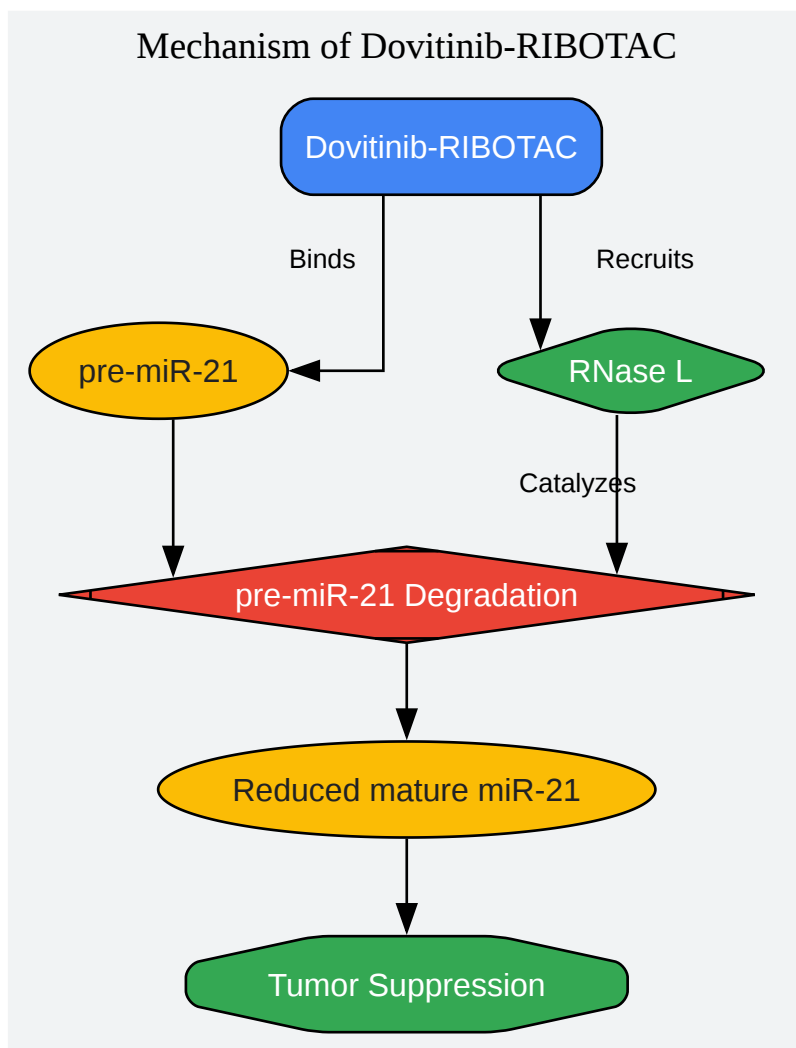 Mechanism of Dovitinib-RIBOTAC
Dovitinib-RIBOTAC
Binds
Recruits
pre-miR-21
RNase L
Catalyzes
pre-miR-21 Degradation
Reduced mature miR-21
Tumor Suppression